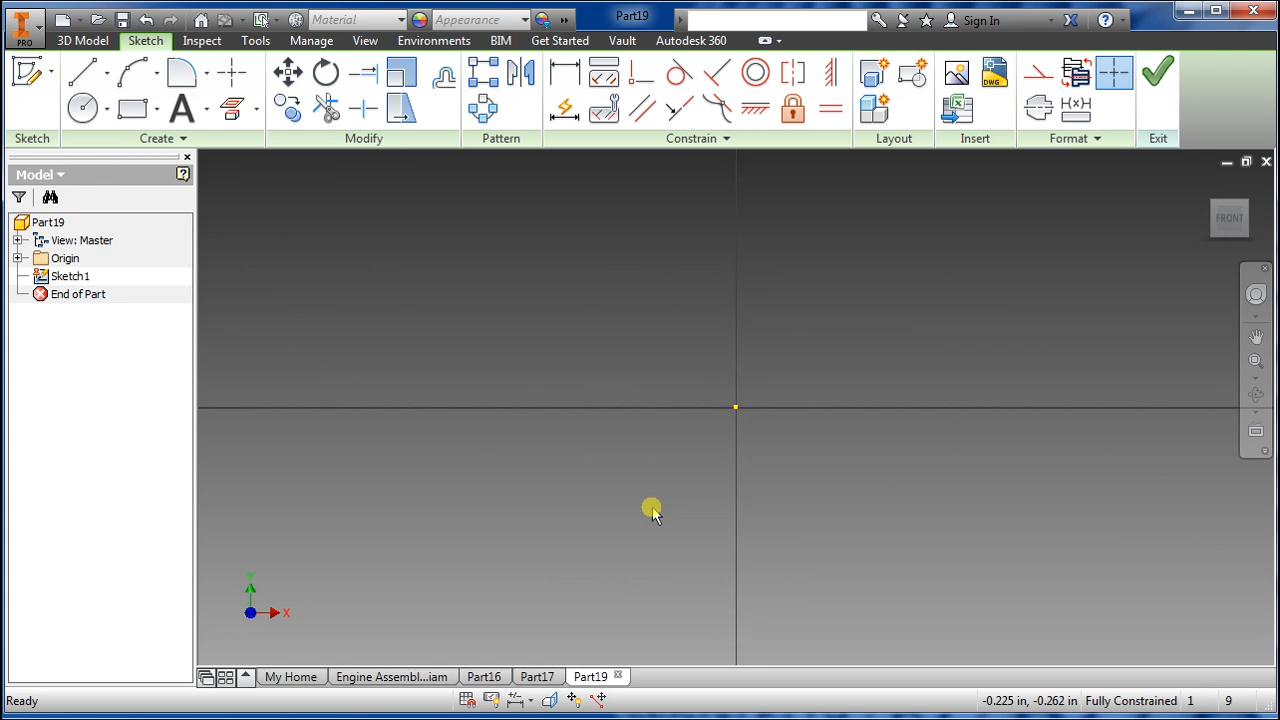 PRO
Material
Appearance
Part19
Sign In
3D Model
Sketch
Inspect
Tools
Manage
View
Environments
BIM
Get Started
Vault
Autodesk 360
DWG
H(x)
Sketch
Create
Modify
Pattern
Constrain
Layout
Insert
Format
Exit
Model
Part19
View: Master
Origin
Sketch1
End of Part
FRONT
Y
X
My Home
Engine Assembl...iam
Part16
Part17
Part19
Ready
-0.225 in, -0.262 in
Fully Constrained
1
9